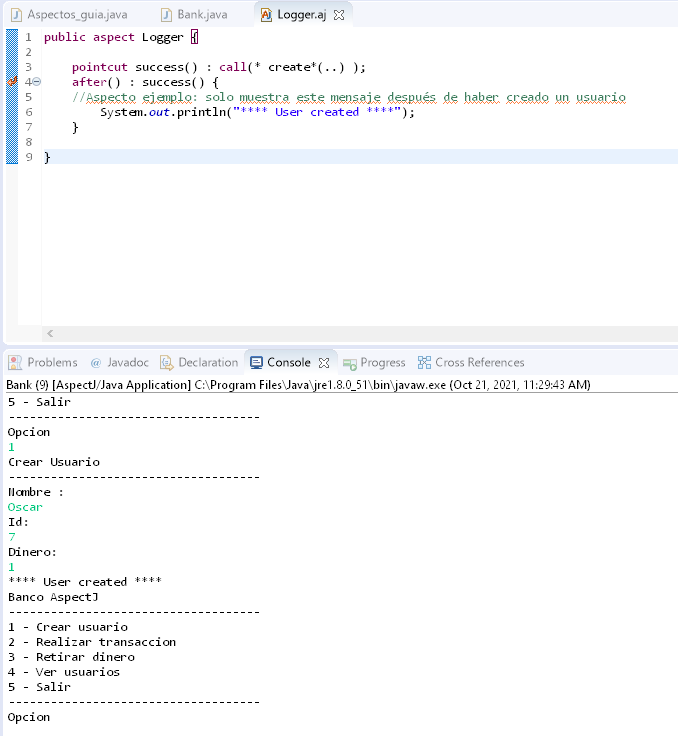 Aspectos_guia.java Bank.java Logger.aj
1 public aspect Logger {
2
3 pointcut success() : call(* create*(..) );
4 after() : success() {
5 //Aspecto ejemplo: solo muestra este mensaje después de haber creado un usuario
6 System.out.println("**** User created ****");
7 }
8
9 }
Problems @ Javadoc Declaration Console Progress Cross References
Bank (9) [AspectJ/Java Application] C:\Program Files\Java\jre1.8.0_51\bin\javaw.exe (Oct 21, 2021, 11:29:43 AM)
5 - Salir
----------------------------------
Opcion
1
Crear Usuario
----------------------------------
Nombre :
Oscar
Id:
7
Dinero:
1
**** User created ****
Banco AspectJ
----------------------------------
1 - Crear usuario
2 - Realizar transaccion
3 - Retirar dinero
4 - Ver usuarios
5 - Salir
----------------------------------
Opcion